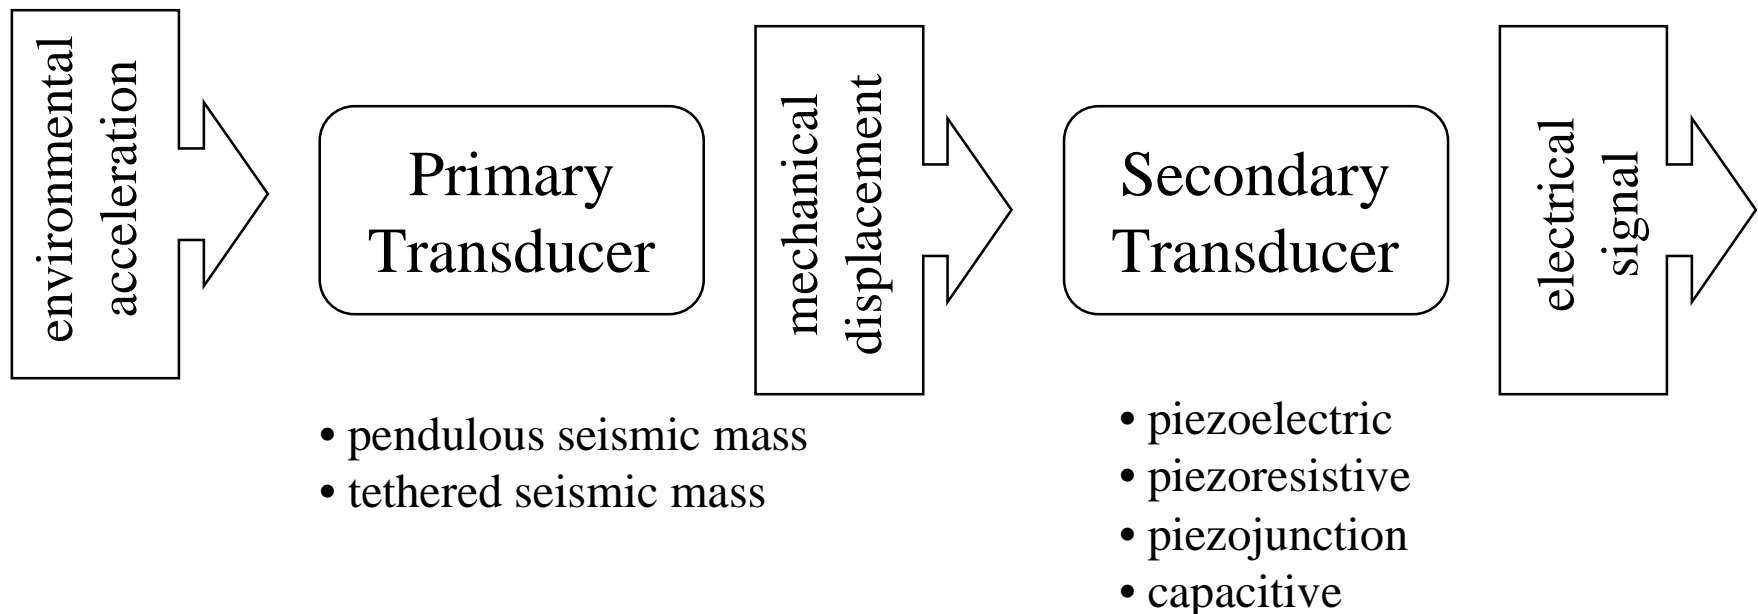 environmental
acceleration
Primary
Transducer
mechanical
displacement
Secondary
Transducer
electrical
signal
• pendulous seismic mass
• tethered seismic mass
• piezoelectric
• piezoresistive
• piezojunction
• capacitive